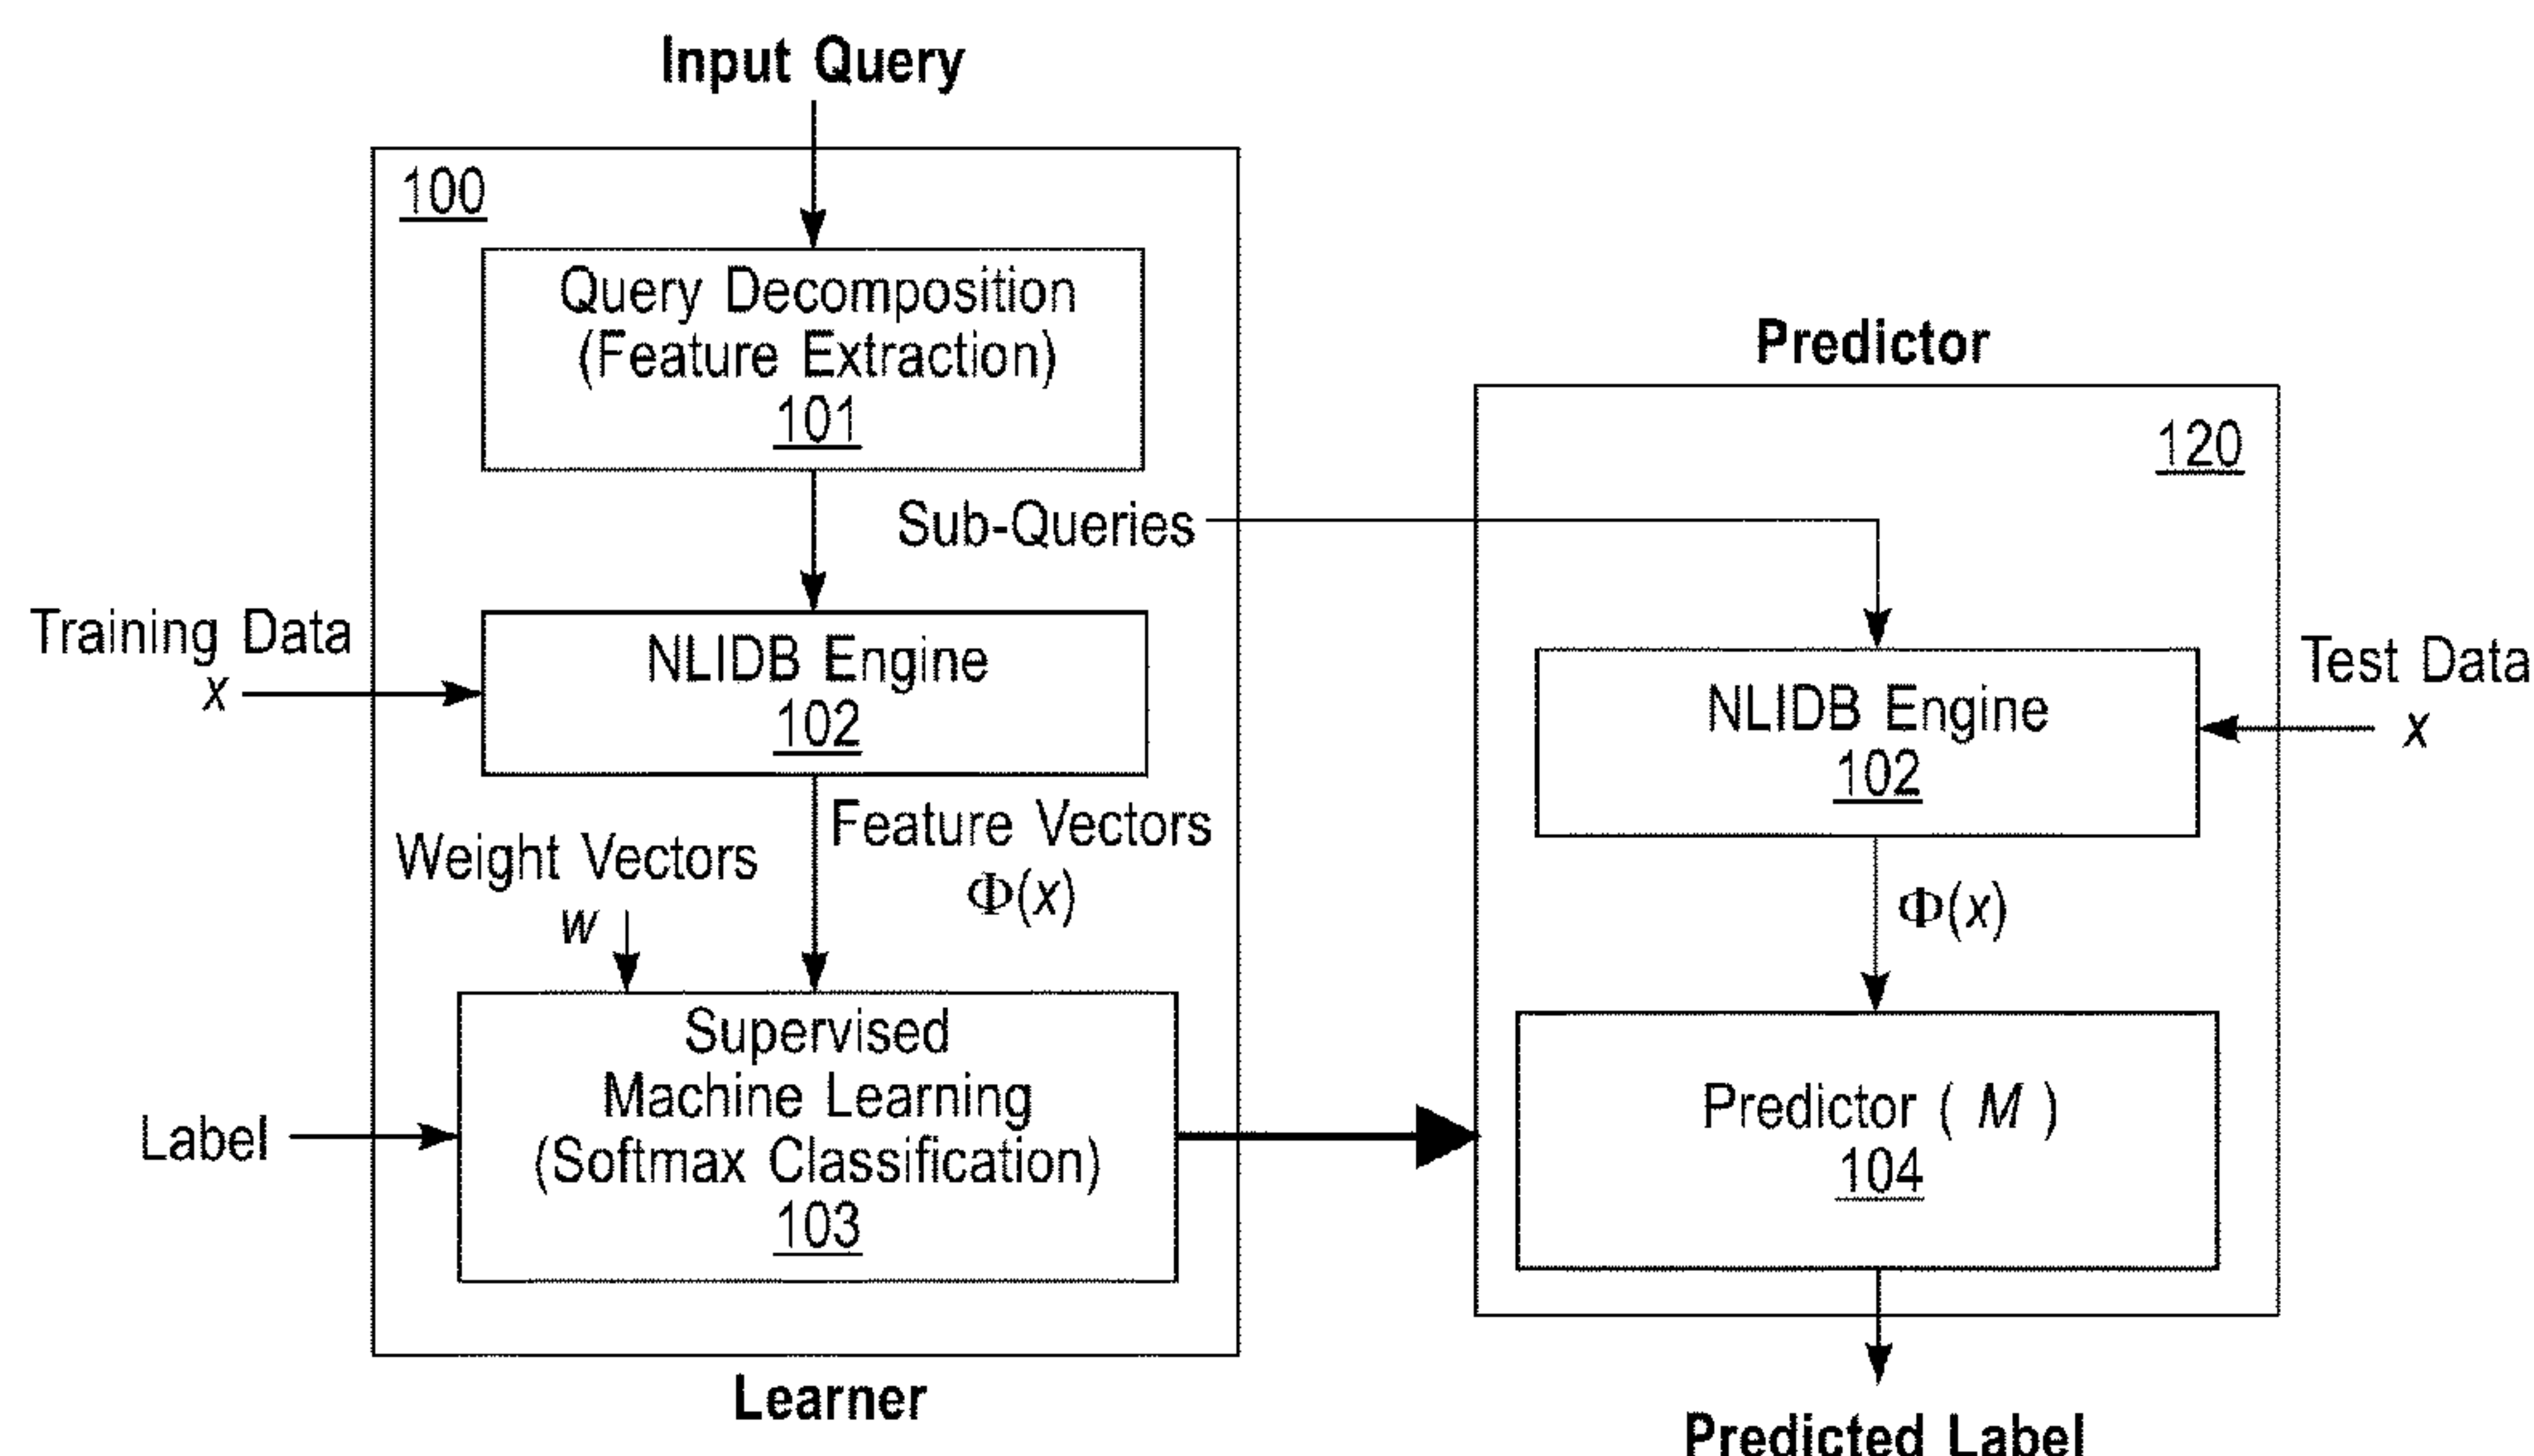 Input Query
100
Query Decomposition
(Feature Extraction)
101
Sub-Queries
Training Data
x
NLIDB Engine
102
Weight Vectors
w
Feature Vectors
Φ(x)
Label
Supervised
Machine Learning
(Softmax Classification)
103
Learner
Predictor
120
NLIDB Engine
102
Test Data
x
Φ(x)
Predictor ( M )
104
Predicted Label